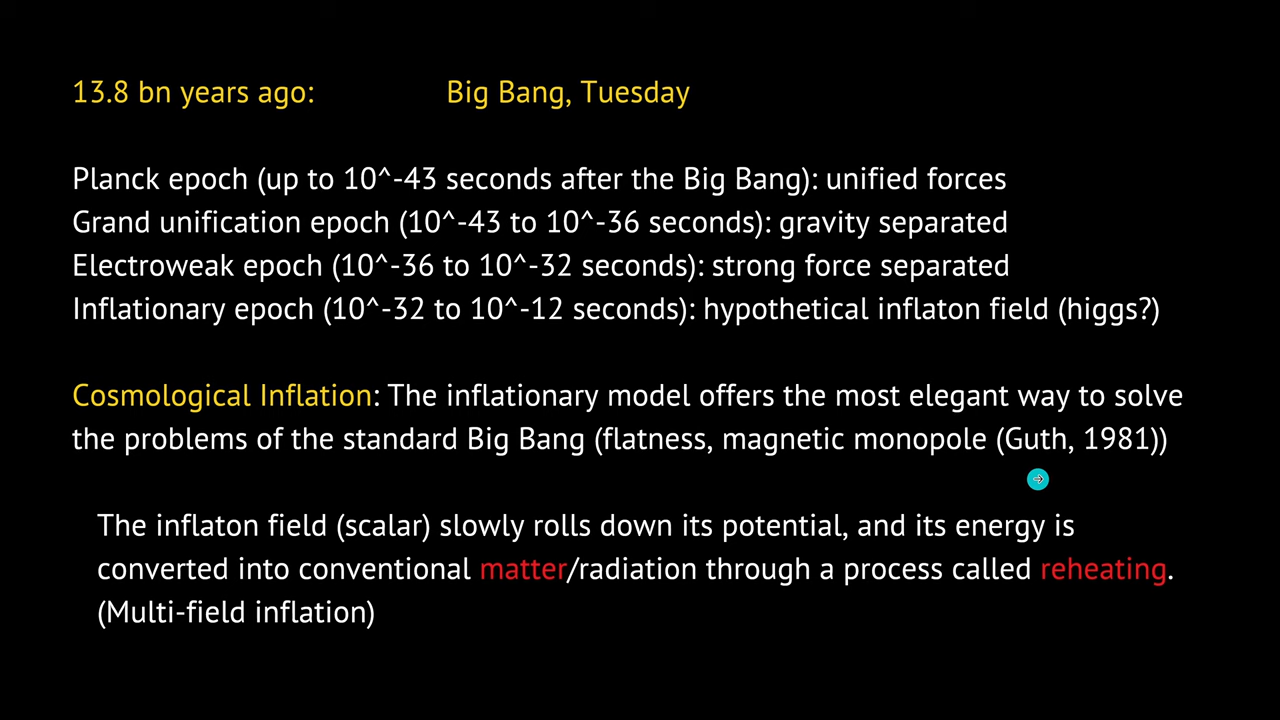 13.8 bn years ago: Big Bang, Tuesday
Planck epoch (up to 10^-43 seconds after the Big Bang): unified forces
Grand unification epoch (10^-43 to 10^-36 seconds): gravity separated
Electroweak epoch (10^-36 to 10^-32 seconds): strong force separated
Inflationary epoch (10^-32 to 10^-12 seconds): hypothetical inflaton field (higgs?)
Cosmological Inflation: The inflationary model offers the most elegant way to solve
the problems of the standard Big Bang (flatness, magnetic monopole (Guth, 1981))
The inflaton field (scalar) slowly rolls down its potential, and its energy is
converted into conventional matter/radiation through a process called reheating.
(Multi-field inflation)